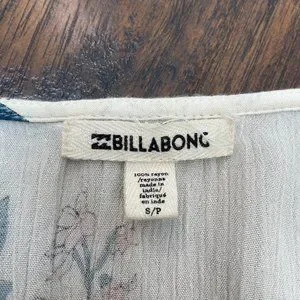 BILLABONG
100% rayon
/rayonne
made in
india/
fabriqué
en inde
S/P